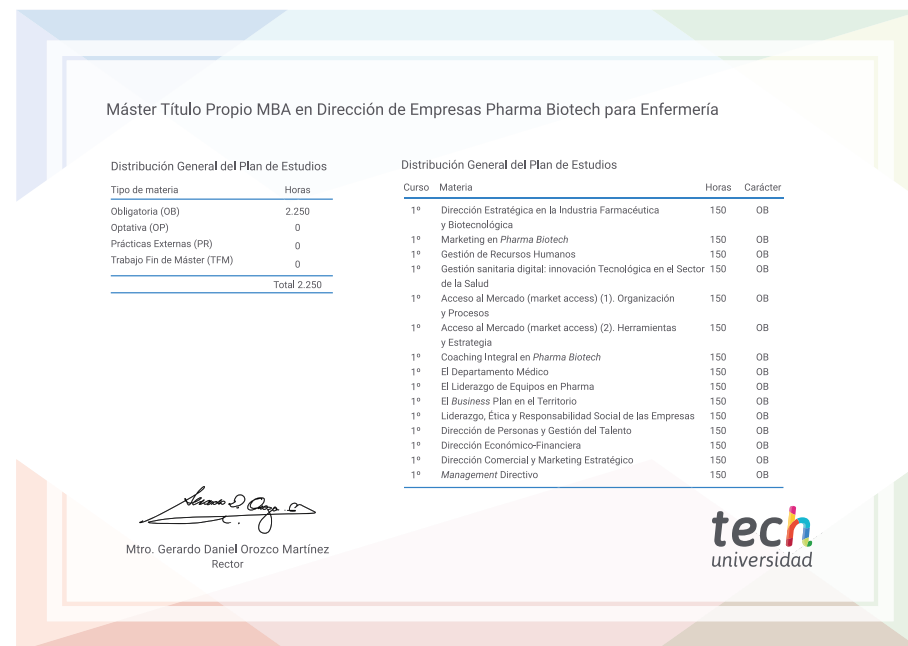 Máster Título Propio MBA en Dirección de Empresas Pharma Biotech para Enfermería
Distribución General del Plan de Estudios
Tipo de materia Horas
Obligatoria (OB) 2.250
Optativa (OP) 0
Prácticas Externas (PR) 0
Trabajo Fin de Máster (TFM) 0
Total 2.250
Distribución General del Plan de Estudios
Curso Materia Horas Carácter
1º Dirección Estratégica en la Industria Farmacéutica 150 OB
y Biotecnológica
1º Marketing en Pharma Biotech 150 OB
1º Gestión de Recursos Humanos 150 OB
1º Gestión sanitaria digital: innovación Tecnológica en el Sector 150 OB
de la Salud
1º Acceso al Mercado (market access) (1). Organización 150 OB
y Procesos
1º Acceso al Mercado (market access) (2). Herramientas 150 OB
y Estrategia
1º Coaching Integral en Pharma Biotech 150 OB
1º El Departamento Médico 150 OB
1º El Liderazgo de Equipos en Pharma 150 OB
1º El Business Plan en el Territorio 150 OB
1º Liderazgo, Ética y Responsabilidad Social de las Empresas 150 OB
1º Dirección de Personas y Gestión del Talento 150 OB
1º Dirección Económico-Financiera 150 OB
1º Dirección Comercial y Marketing Estratégico 150 OB
1º Management Directivo 150 OB
Mtro. Gerardo Daniel Orozco Martínez
Rector
tech
universidad